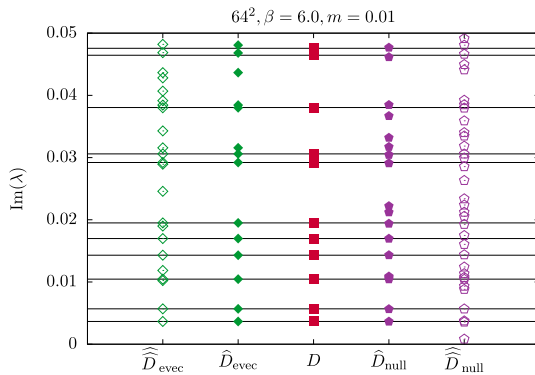 64², β = 6.0, m = 0.01
0.05
0.04
0.03
0.02
0.01
0
Im(λ)
D̂̂ evec D̂evec D D̂null D̂̂ null